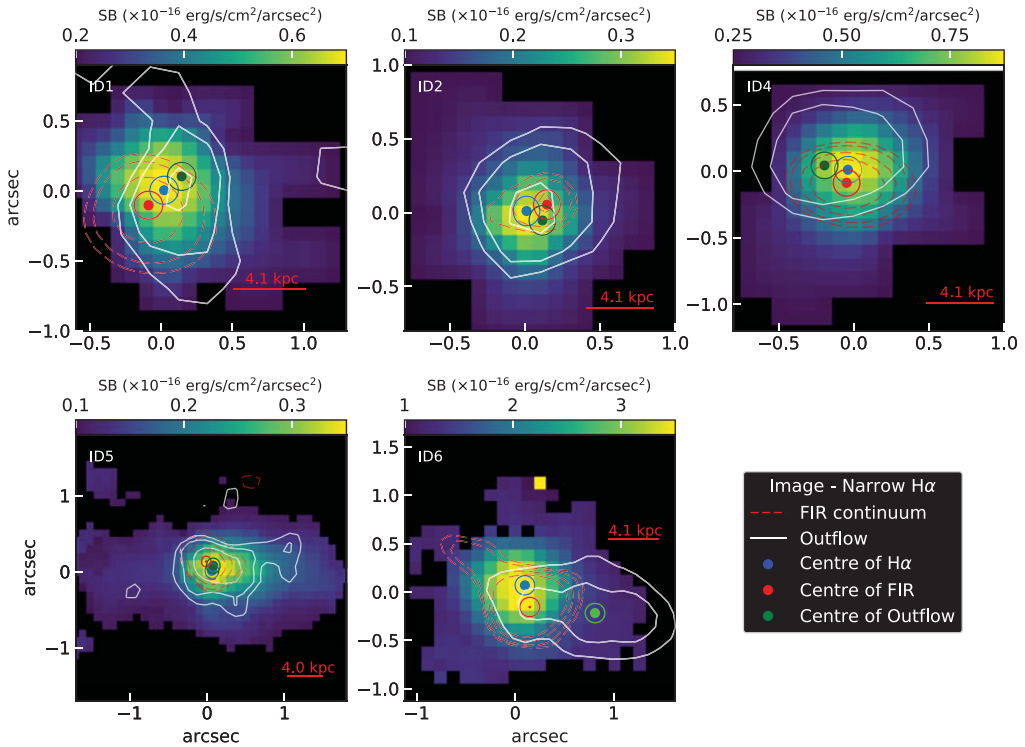 SB (×10⁻¹⁶ erg/s/cm²/arcsec²)
0.2 0.4 0.6
ID1
arcsec
0.5
0.0
−0.5
−1.0
4.1 kpc
−0.5 0.0 0.5 1.0
SB (×10⁻¹⁶ erg/s/cm²/arcsec²)
0.1 0.2 0.3
ID2
1.0
0.5
0.0
−0.5
4.1 kpc
−0.5 0.0 0.5 1.0
SB (×10⁻¹⁶ erg/s/cm²/arcsec²)
0.25 0.50 0.75
ID4
0.5
0.0
−0.5
−1.0
4.1 kpc
−0.5 0.0 0.5 1.0
SB (×10⁻¹⁶ erg/s/cm²/arcsec²)
0.1 0.2 0.3
ID5
arcsec
1
0
−1
4.0 kpc
−1 0 1
arcsec
SB (×10⁻¹⁶ erg/s/cm²/arcsec²)
1 2 3
ID6
1.5
1.0
0.5
0.0
−0.5
−1.0
4.1 kpc
−1 0 1
arcsec
Image - Narrow Hα
FIR continuum
Outflow
Centre of Hα
Centre of FIR
Centre of Outflow